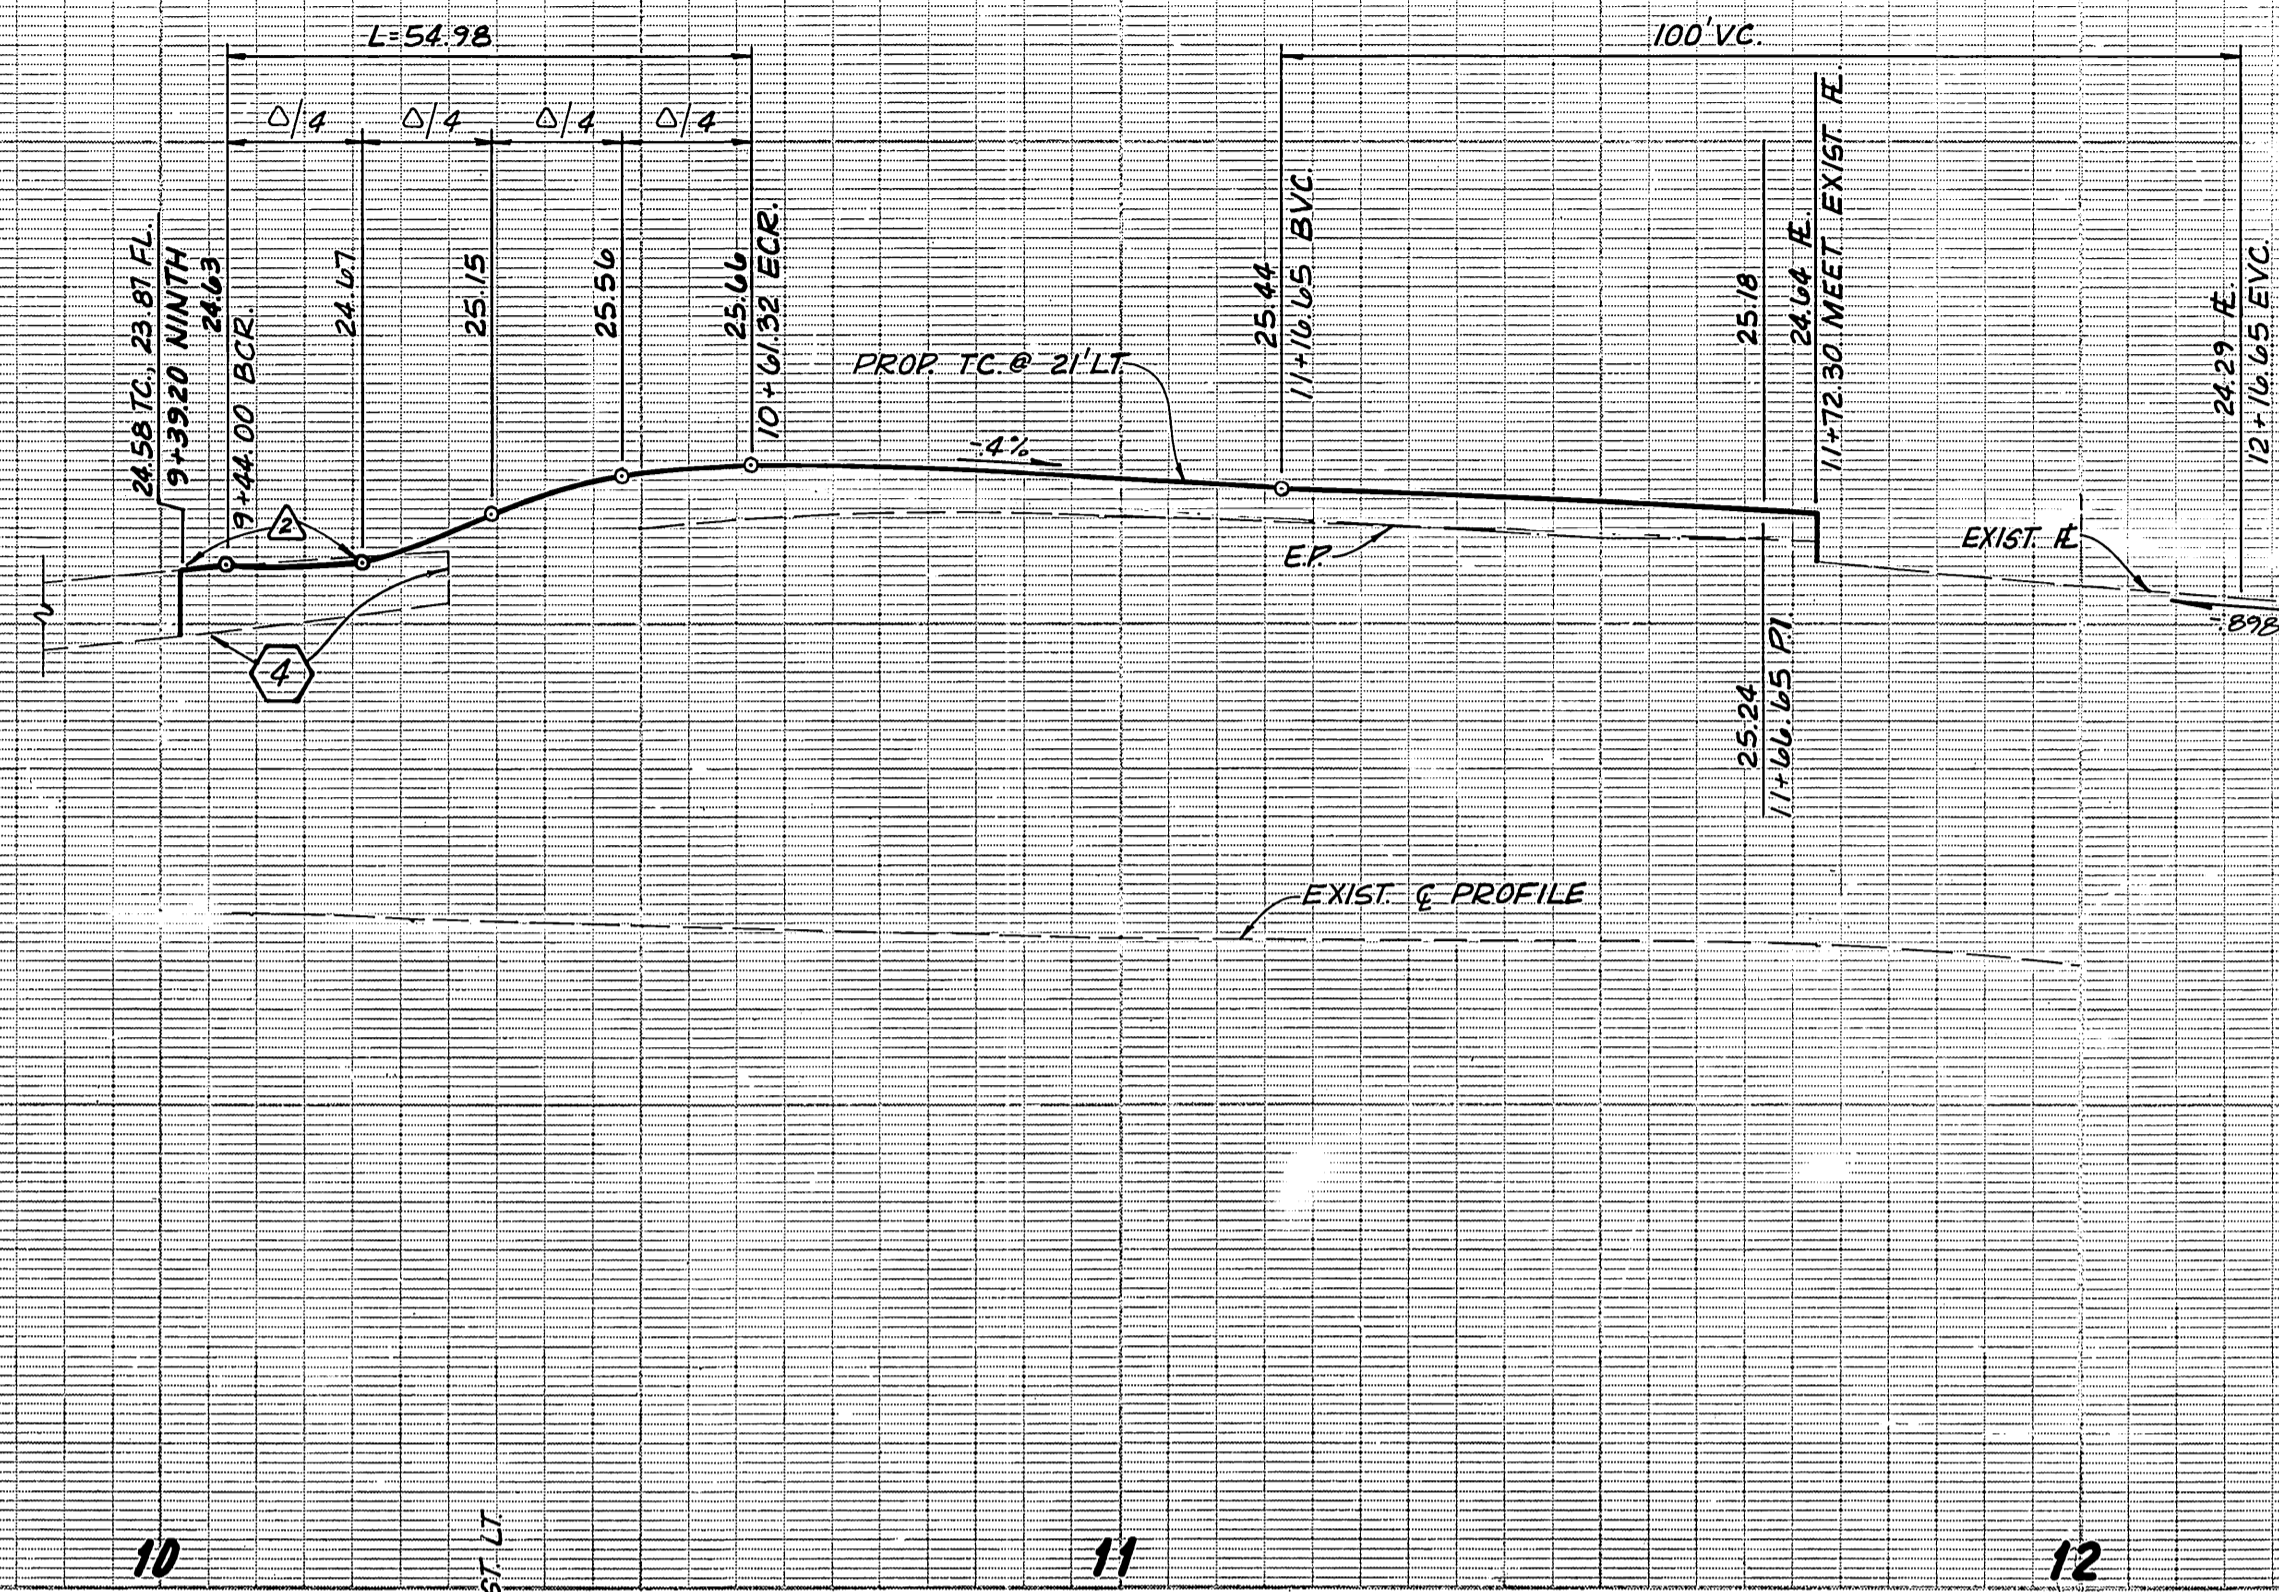 L=54.98
100' VC.
△/4
△/4
△/4
△/4
24.58 TC., 23.87 FL.
9+39.20 NINTH
24.63
9+44.00 BCR.
24.67
25.15
25.56
25.66
10+61.32 ECR.
25.44
11+16.65 BVC.
25.18
24.64 ⅊.
11+72.30 MEET EXIST. ⅊.
24.29 ⅊.
12+16.65 EVC.
PROP. TC. @ 21' LT
-.4%
2
E.P.
EXIST. ⅊
-.898
4
25.24
11+66.65 P.I.
EXIST. ℄ PROFILE
ST. LT.
10
11
12